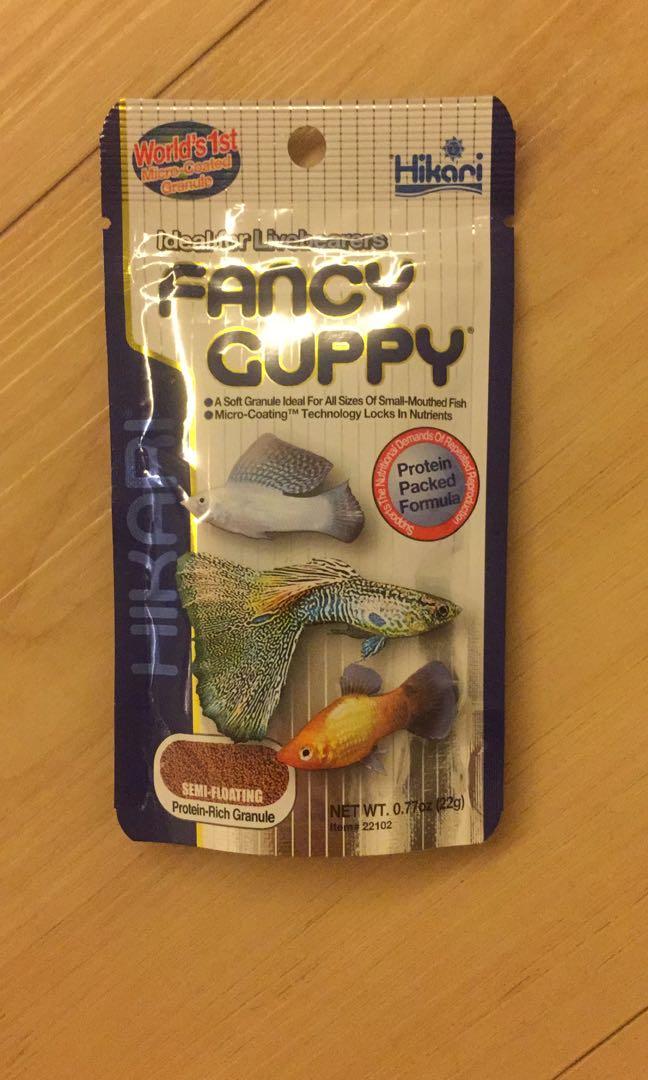 World's 1st
Micro-Coated
Granule
Hikari
Ideal for Livebearers
FANCY
GUPPY®
● A Soft Granule Ideal For All Sizes Of Small-Mouthed Fish
● Micro-Coating™ Technology Locks In Nutrients
Supports The Nutritional Demands Of Repeated Reproduction
Protein
Packed
Formula
HIKARI
SEMI-FLOATING
Protein-Rich Granule
NET WT. 0.77oz (22g)
Item# 22102